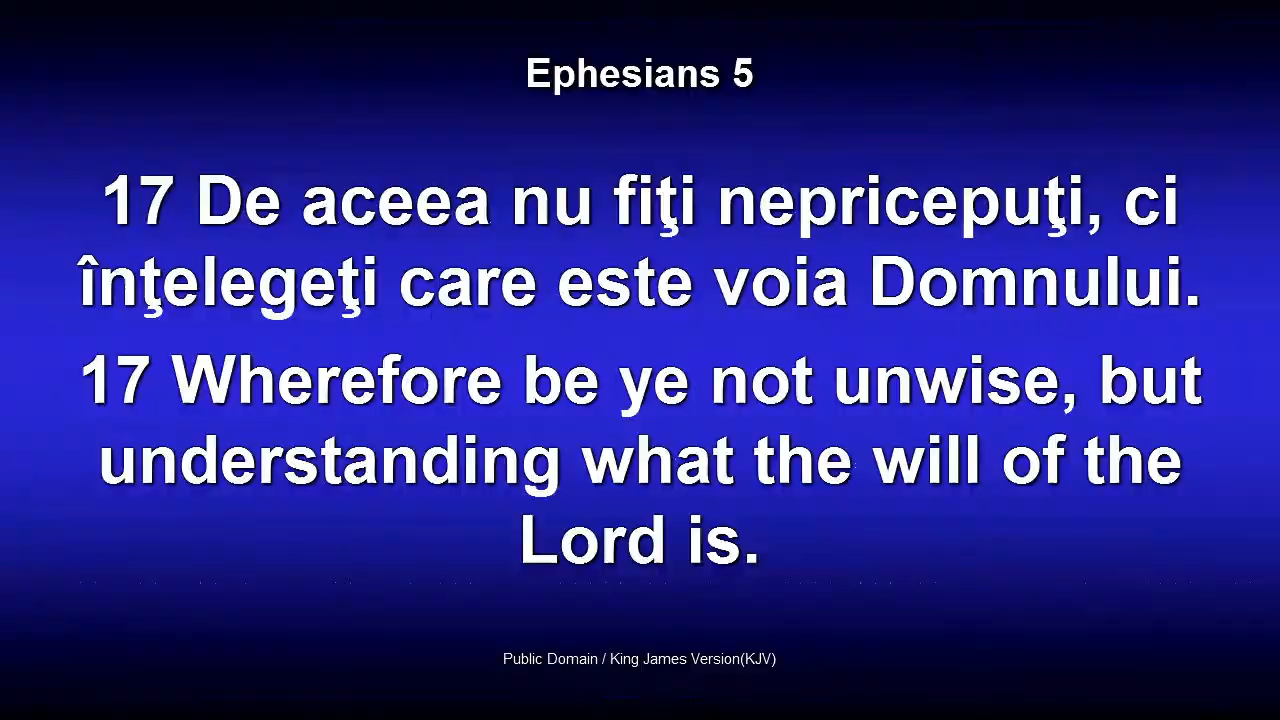 Ephesians 5
17 De aceea nu fiţi nepricepuţi, ci
înţelegeţi care este voia Domnului.
17 Wherefore be ye not unwise, but
understanding what the will of the
Lord is.
Public Domain / King James Version(KJV)